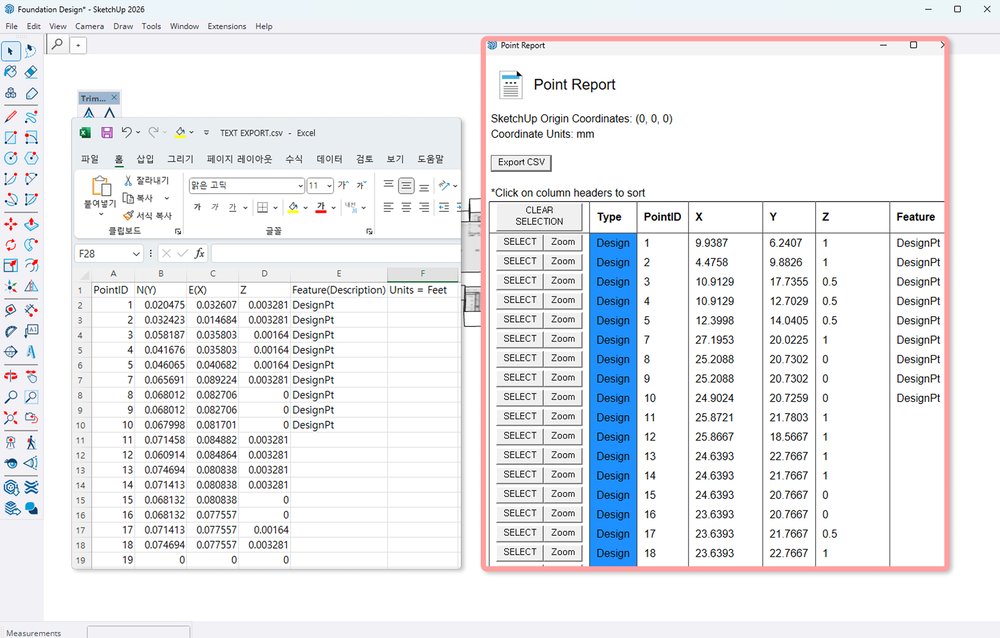 Foundation Design* - SketchUp 2026
File Edit View Camera Draw Tools Window Extensions Help
Trim...
TEXT EXPORT.csv - Excel
파일 홈 삽입 그리기 페이지 레이아웃 수식 데이터 검토 보기 도움말
붙여넣기
잘라내기
복사
서식 복사
클립보드
맑은 고딕 11 가 가
가 가 가 가
글꼴
F28 fx
A B C D E F
1 PointID N(Y) E(X) Z Feature(Description) Units = Feet
2 1 0.020475 0.032607 0.003281 DesignPt
3 2 0.032423 0.014684 0.003281 DesignPt
4 3 0.058187 0.035803 0.00164 DesignPt
5 4 0.041676 0.035803 0.00164 DesignPt
6 5 0.046065 0.040682 0.00164 DesignPt
7 7 0.065691 0.089224 0.003281 DesignPt
8 8 0.068012 0.082706 0 DesignPt
9 9 0.068012 0.082706 0 DesignPt
10 10 0.067998 0.081701 0 DesignPt
11 11 0.071458 0.084882 0.003281
12 12 0.060914 0.084864 0.003281
13 13 0.074694 0.080838 0.003281
14 14 0.071413 0.080838 0.003281
15 15 0.068132 0.080838 0
16 16 0.068132 0.077557 0
17 17 0.071413 0.077557 0.00164
18 18 0.074694 0.077557 0.003281
19 19 0 0 0
Point Report
Point Report
SketchUp Origin Coordinates: (0, 0, 0)
Coordinate Units: mm
Export CSV
*Click on column headers to sort
CLEAR SELECTION Type PointID X Y Z Feature
SELECT Zoom Design 1 9.9387 6.2407 1 DesignPt
SELECT Zoom Design 2 4.4758 9.8826 1 DesignPt
SELECT Zoom Design 3 10.9129 17.7355 0.5 DesignPt
SELECT Zoom Design 4 10.9129 12.7029 0.5 DesignPt
SELECT Zoom Design 5 12.3998 14.0405 0.5 DesignPt
SELECT Zoom Design 7 27.1953 20.0225 1 DesignPt
SELECT Zoom Design 8 25.2088 20.7302 0 DesignPt
SELECT Zoom Design 9 25.2088 20.7302 0 DesignPt
SELECT Zoom Design 10 24.9024 20.7259 0 DesignPt
SELECT Zoom Design 11 25.8721 21.7803 1
SELECT Zoom Design 12 25.8667 18.5667 1
SELECT Zoom Design 13 24.6393 22.7667 1
SELECT Zoom Design 14 24.6393 21.7667 1
SELECT Zoom Design 15 24.6393 20.7667 0
SELECT Zoom Design 16 23.6393 20.7667 0
SELECT Zoom Design 17 23.6393 21.7667 0.5
SELECT Zoom Design 18 23.6393 22.7667 1
Measurements